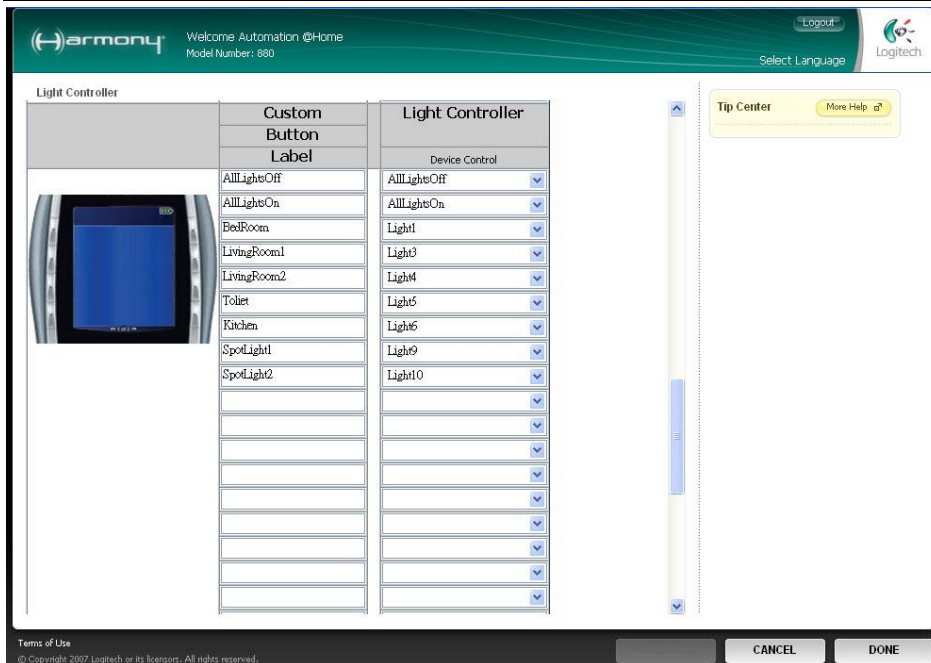 Harmony
Welcome Automation @Home
Model Number: 880
Logout
Select Language
Logitech
Light Controller
Custom Button Label
Light Controller
Device Control
AllLightsOff AllLightsOff
AllLightsOn AllLightsOn
BedRoom Light1
LivingRoom1 Light3
LivingRoom2 Light4
Toliet Light5
Kitchen Light6
SpotLight1 Light9
SpotLight2 Light10
Tip Center
More Help
Terms of Use
© Copyright 2007 Logitech or its licensors. All rights reserved.
CANCEL
DONE